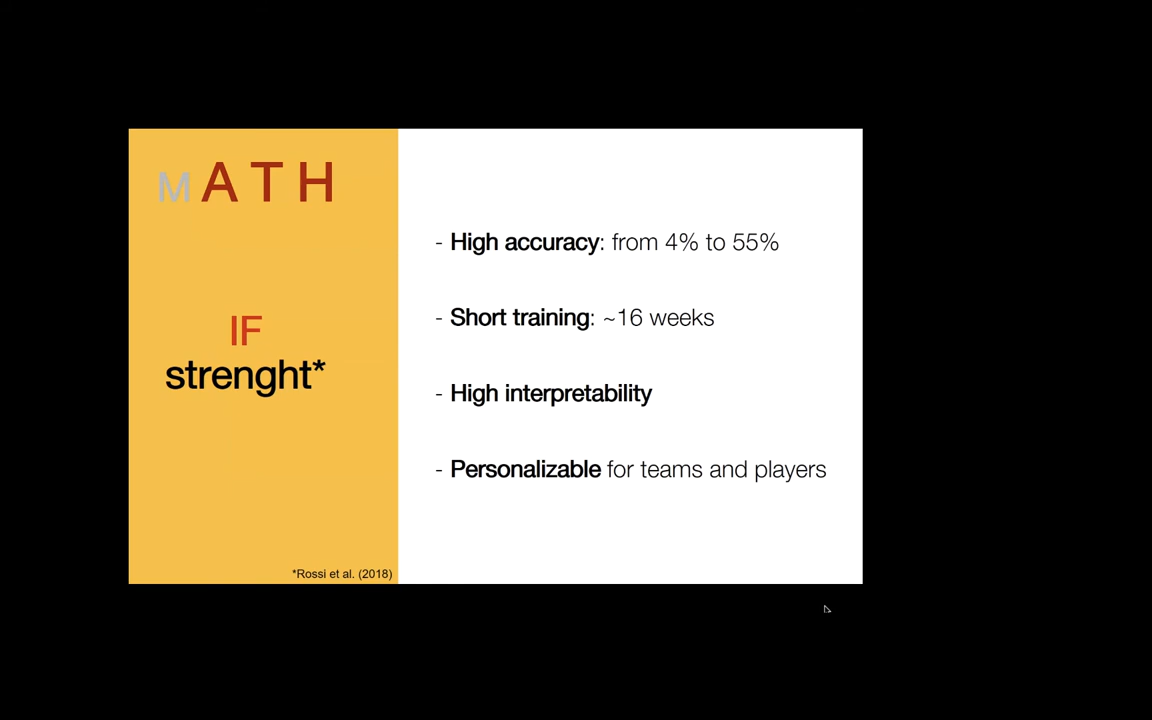 MATH
IF
strenght*
*Rossi et al. (2018)
- High accuracy: from 4% to 55%
- Short training: ~16 weeks
- High interpretability
- Personalizable for teams and players